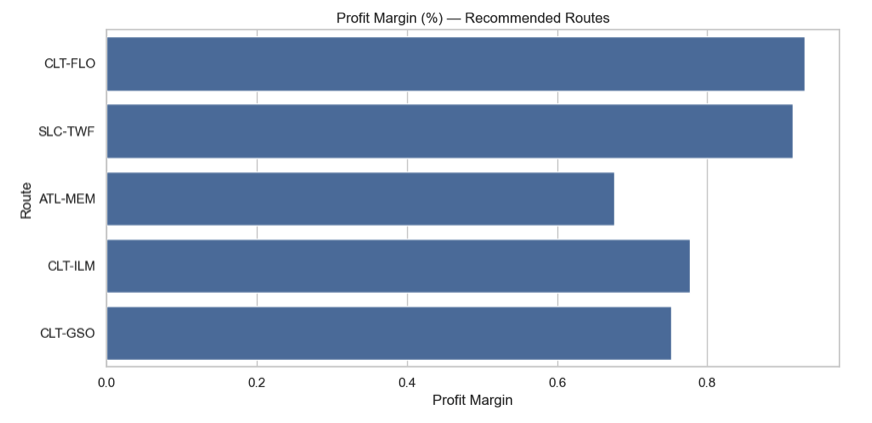 Profit Margin (%) — Recommended Routes
CLT-FLO
SLC-TWF
ATL-MEM
CLT-ILM
CLT-GSO
Route
0.0 0.2 0.4 0.6 0.8
Profit Margin